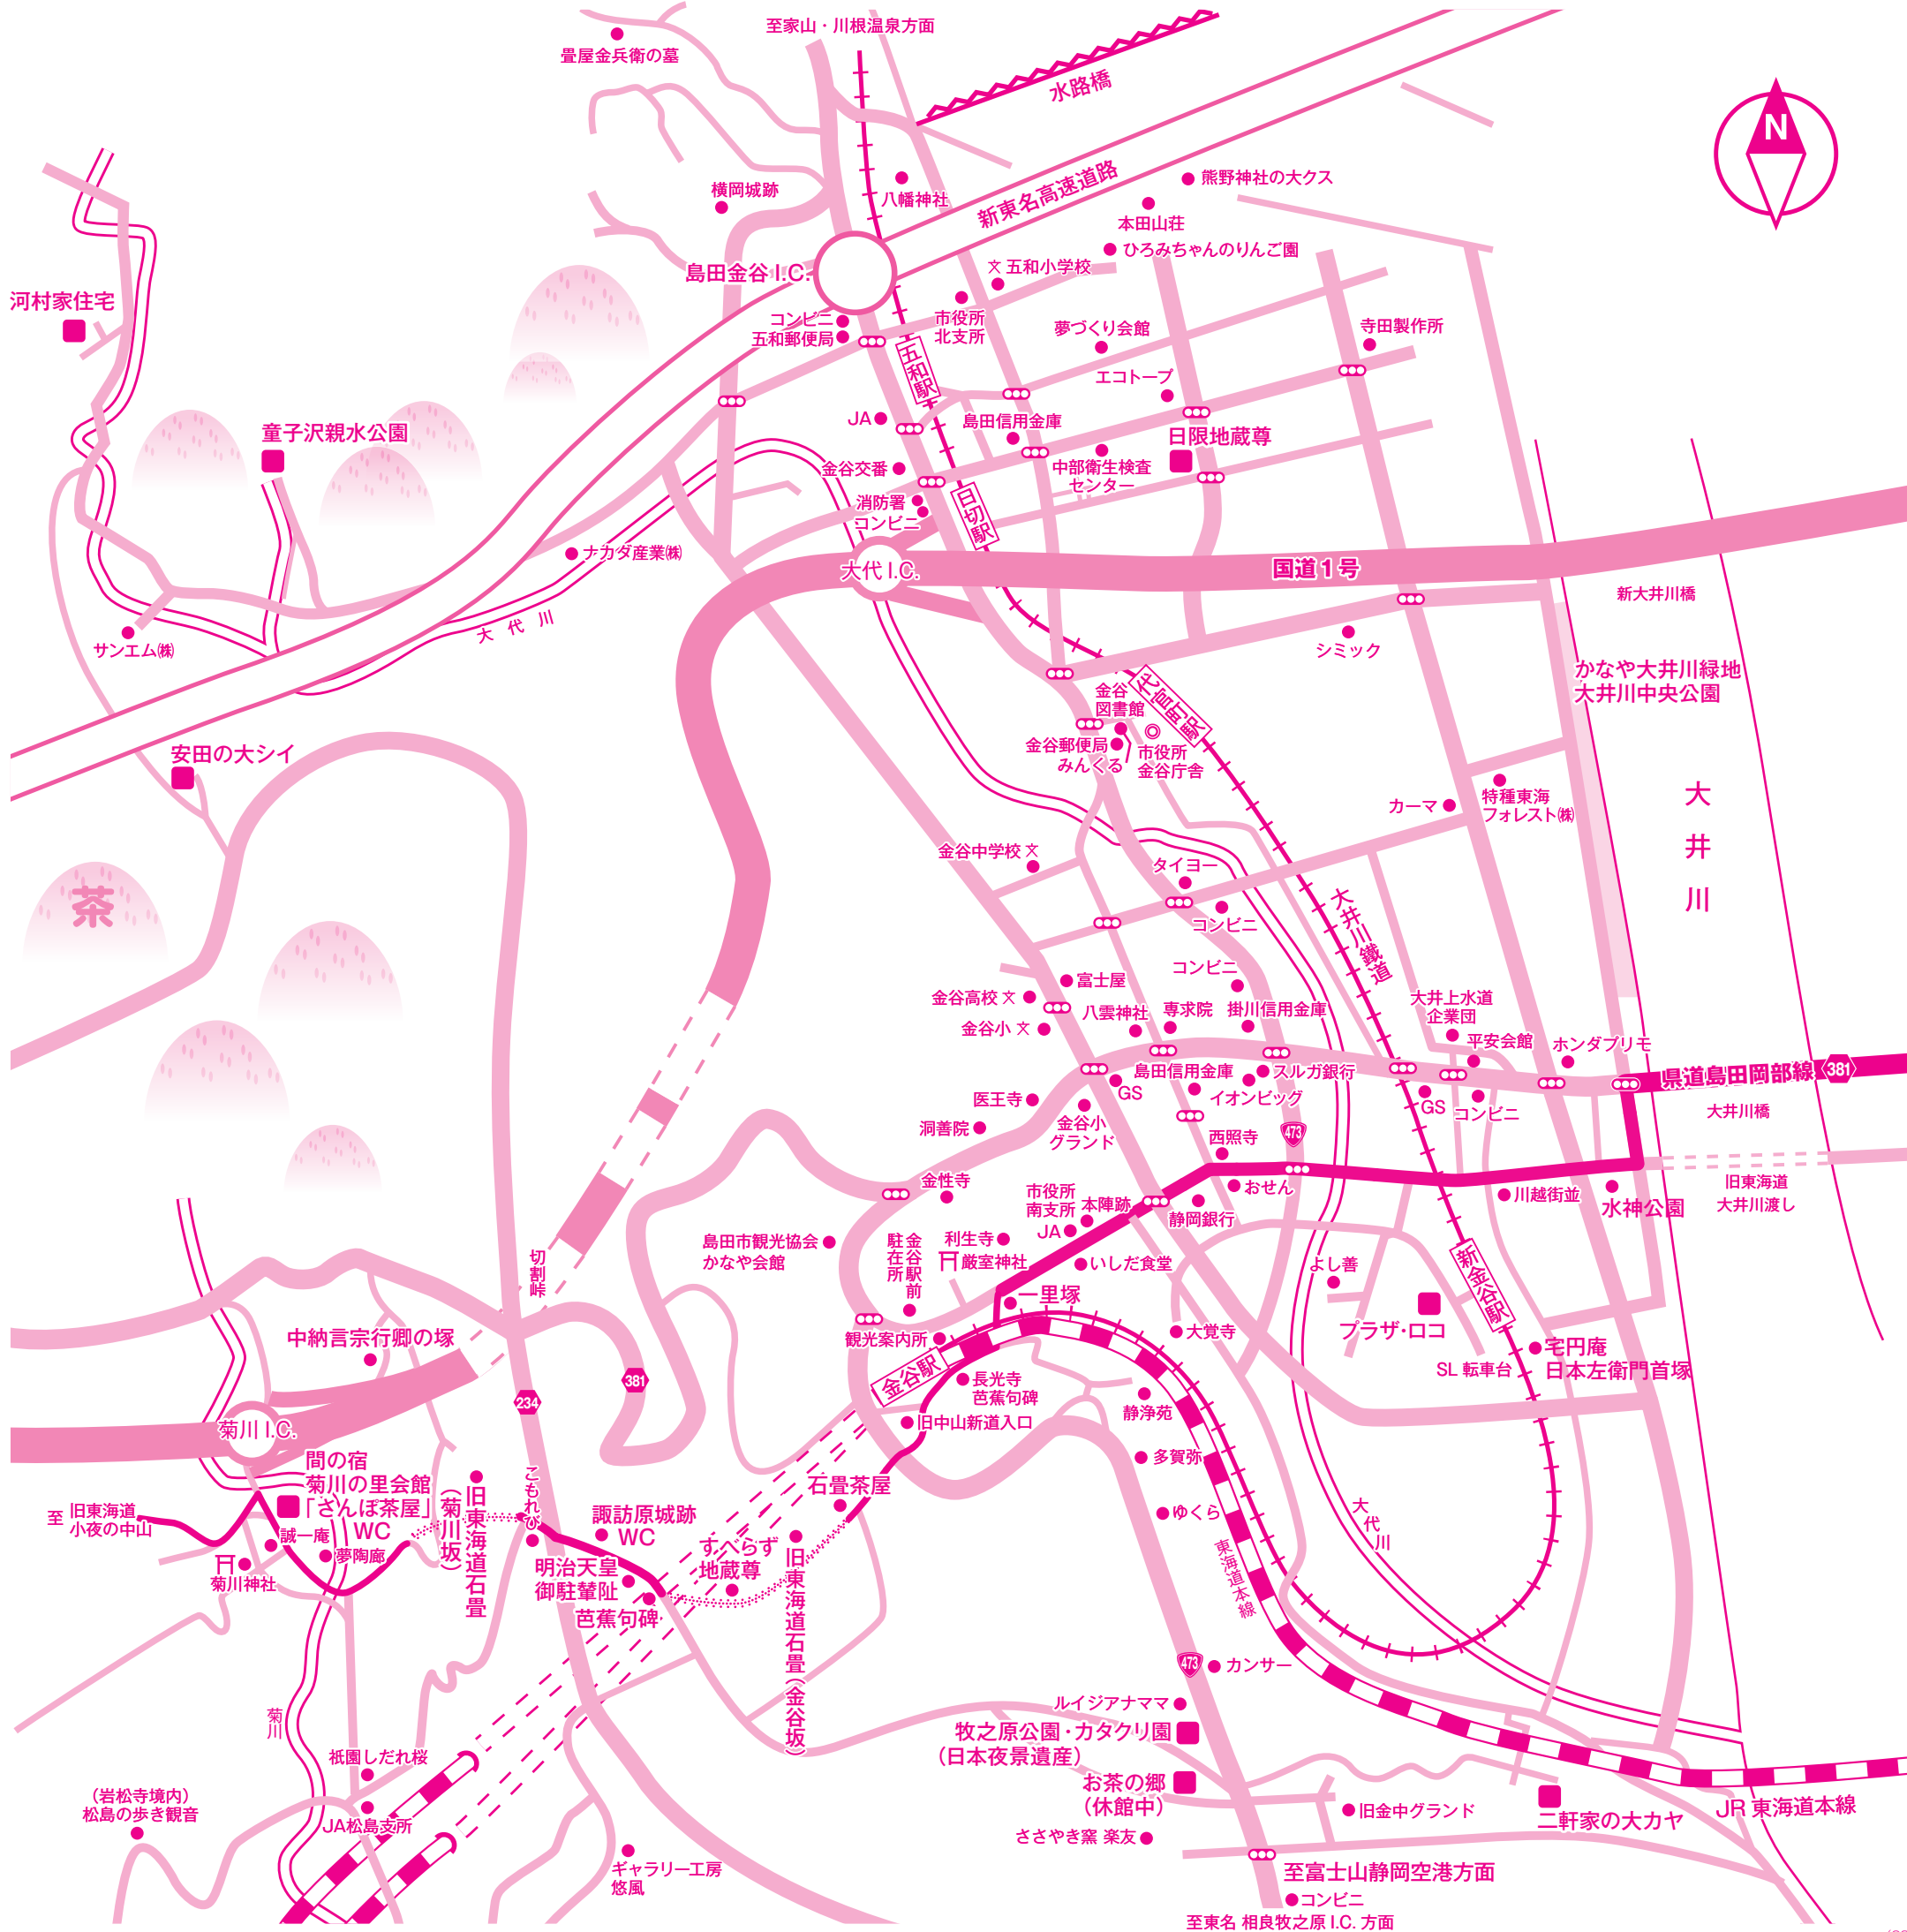 至家山・川根温泉方面
畳屋金兵衛の墓
水路橋
N
横岡城跡
八幡神社
新東名高速道路
熊野神社の大クス
本田山荘
ひろみちゃんのりんご園
島田金谷 I.C.
文 五和小学校
河村家住宅
コンビニ
五和郵便局
市役所
北支所
夢づくり会館
寺田製作所
五和駅
エコトープ
JA
島田信用金庫
童子沢親水公園
日限地蔵尊
金谷交番
中部衛生検査
センター
消防署
コンビニ
日切駅
ナカダ産業㈱
大代 I.C.
国道1号
新大井川橋
大代川
サンエム㈱
シミック
かなや大井川緑地
大井川中央公園
代官町駅
金谷
図書館
金谷郵便局
みんくる
市役所
金谷庁舎
安田の大シイ
大井川
カーマ
特種東海
フォレスト㈱
金谷中学校 文
タイヨー
コンビニ
茶
大井川鐵道
コンビニ
富士屋
金谷高校 文
金谷小 文
八雲神社
専求院
掛川信用金庫
大井上水道
企業団
平安会館
ホンダプリモ
県道島田岡部線
381
島田信用金庫
スルガ銀行
イオンビッグ
GS
GS
コンビニ
大井川橋
医王寺
洞善院
金谷小
グランド
西照寺
473
金性寺
おせん
市役所
南支所
本陣跡
JA
静岡銀行
川越街並
水神公園
旧東海道
大井川渡し
島田市観光協会
かなや会館
金谷駅前
駐在所
利生寺
厳室神社
いしだ食堂
よし善
新金谷駅
切割峠
一里塚
プラザ・ロコ
大覚寺
観光案内所
中納言宗行卿の塚
金谷駅
宅円庵
日本左衛門首塚
SL 転車台
381
234
長光寺
芭蕉句碑
静浄苑
旧中山新道入口
菊川 I.C.
間の宿
菊川の里会館
「さんぽ茶屋」
WC
多賀弥
石畳茶屋
こもれび
旧東海道石畳
（菊川坂）
至 旧東海道
小夜の中山
諏訪原城跡
WC
ゆくら
大代川
誠一庵
夢陶廊
菊川神社
すべらず
地蔵尊
明治天皇
御駐輦阯
芭蕉句碑
旧東海道石畳（金谷坂）
東海道本線
473
カンサー
ルイジアナママ
牧之原公園・カタクリ園
（日本夜景遺産）
菊川
祇園しだれ桜
お茶の郷
（休館中）
（岩松寺境内）
松島の歩き観音
JA松島支所
旧金中グランド
二軒家の大カヤ
JR 東海道本線
ささやき窯 楽友
ギャラリー工房
悠風
至富士山静岡空港方面
コンビニ
至東名 相良牧之原 I.C. 方面